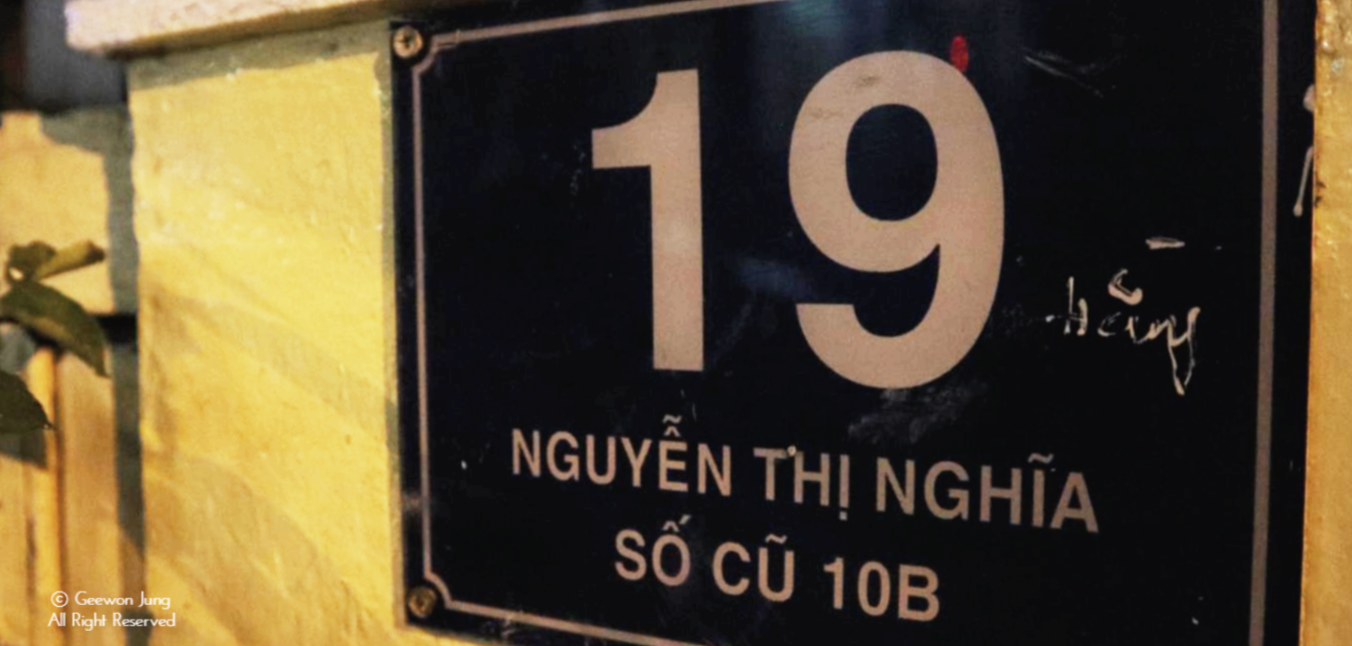 19
NGUYỄN THỊ NGHĨA
SỐ CŨ 10B
© Geewon Jung
All Right Reserved